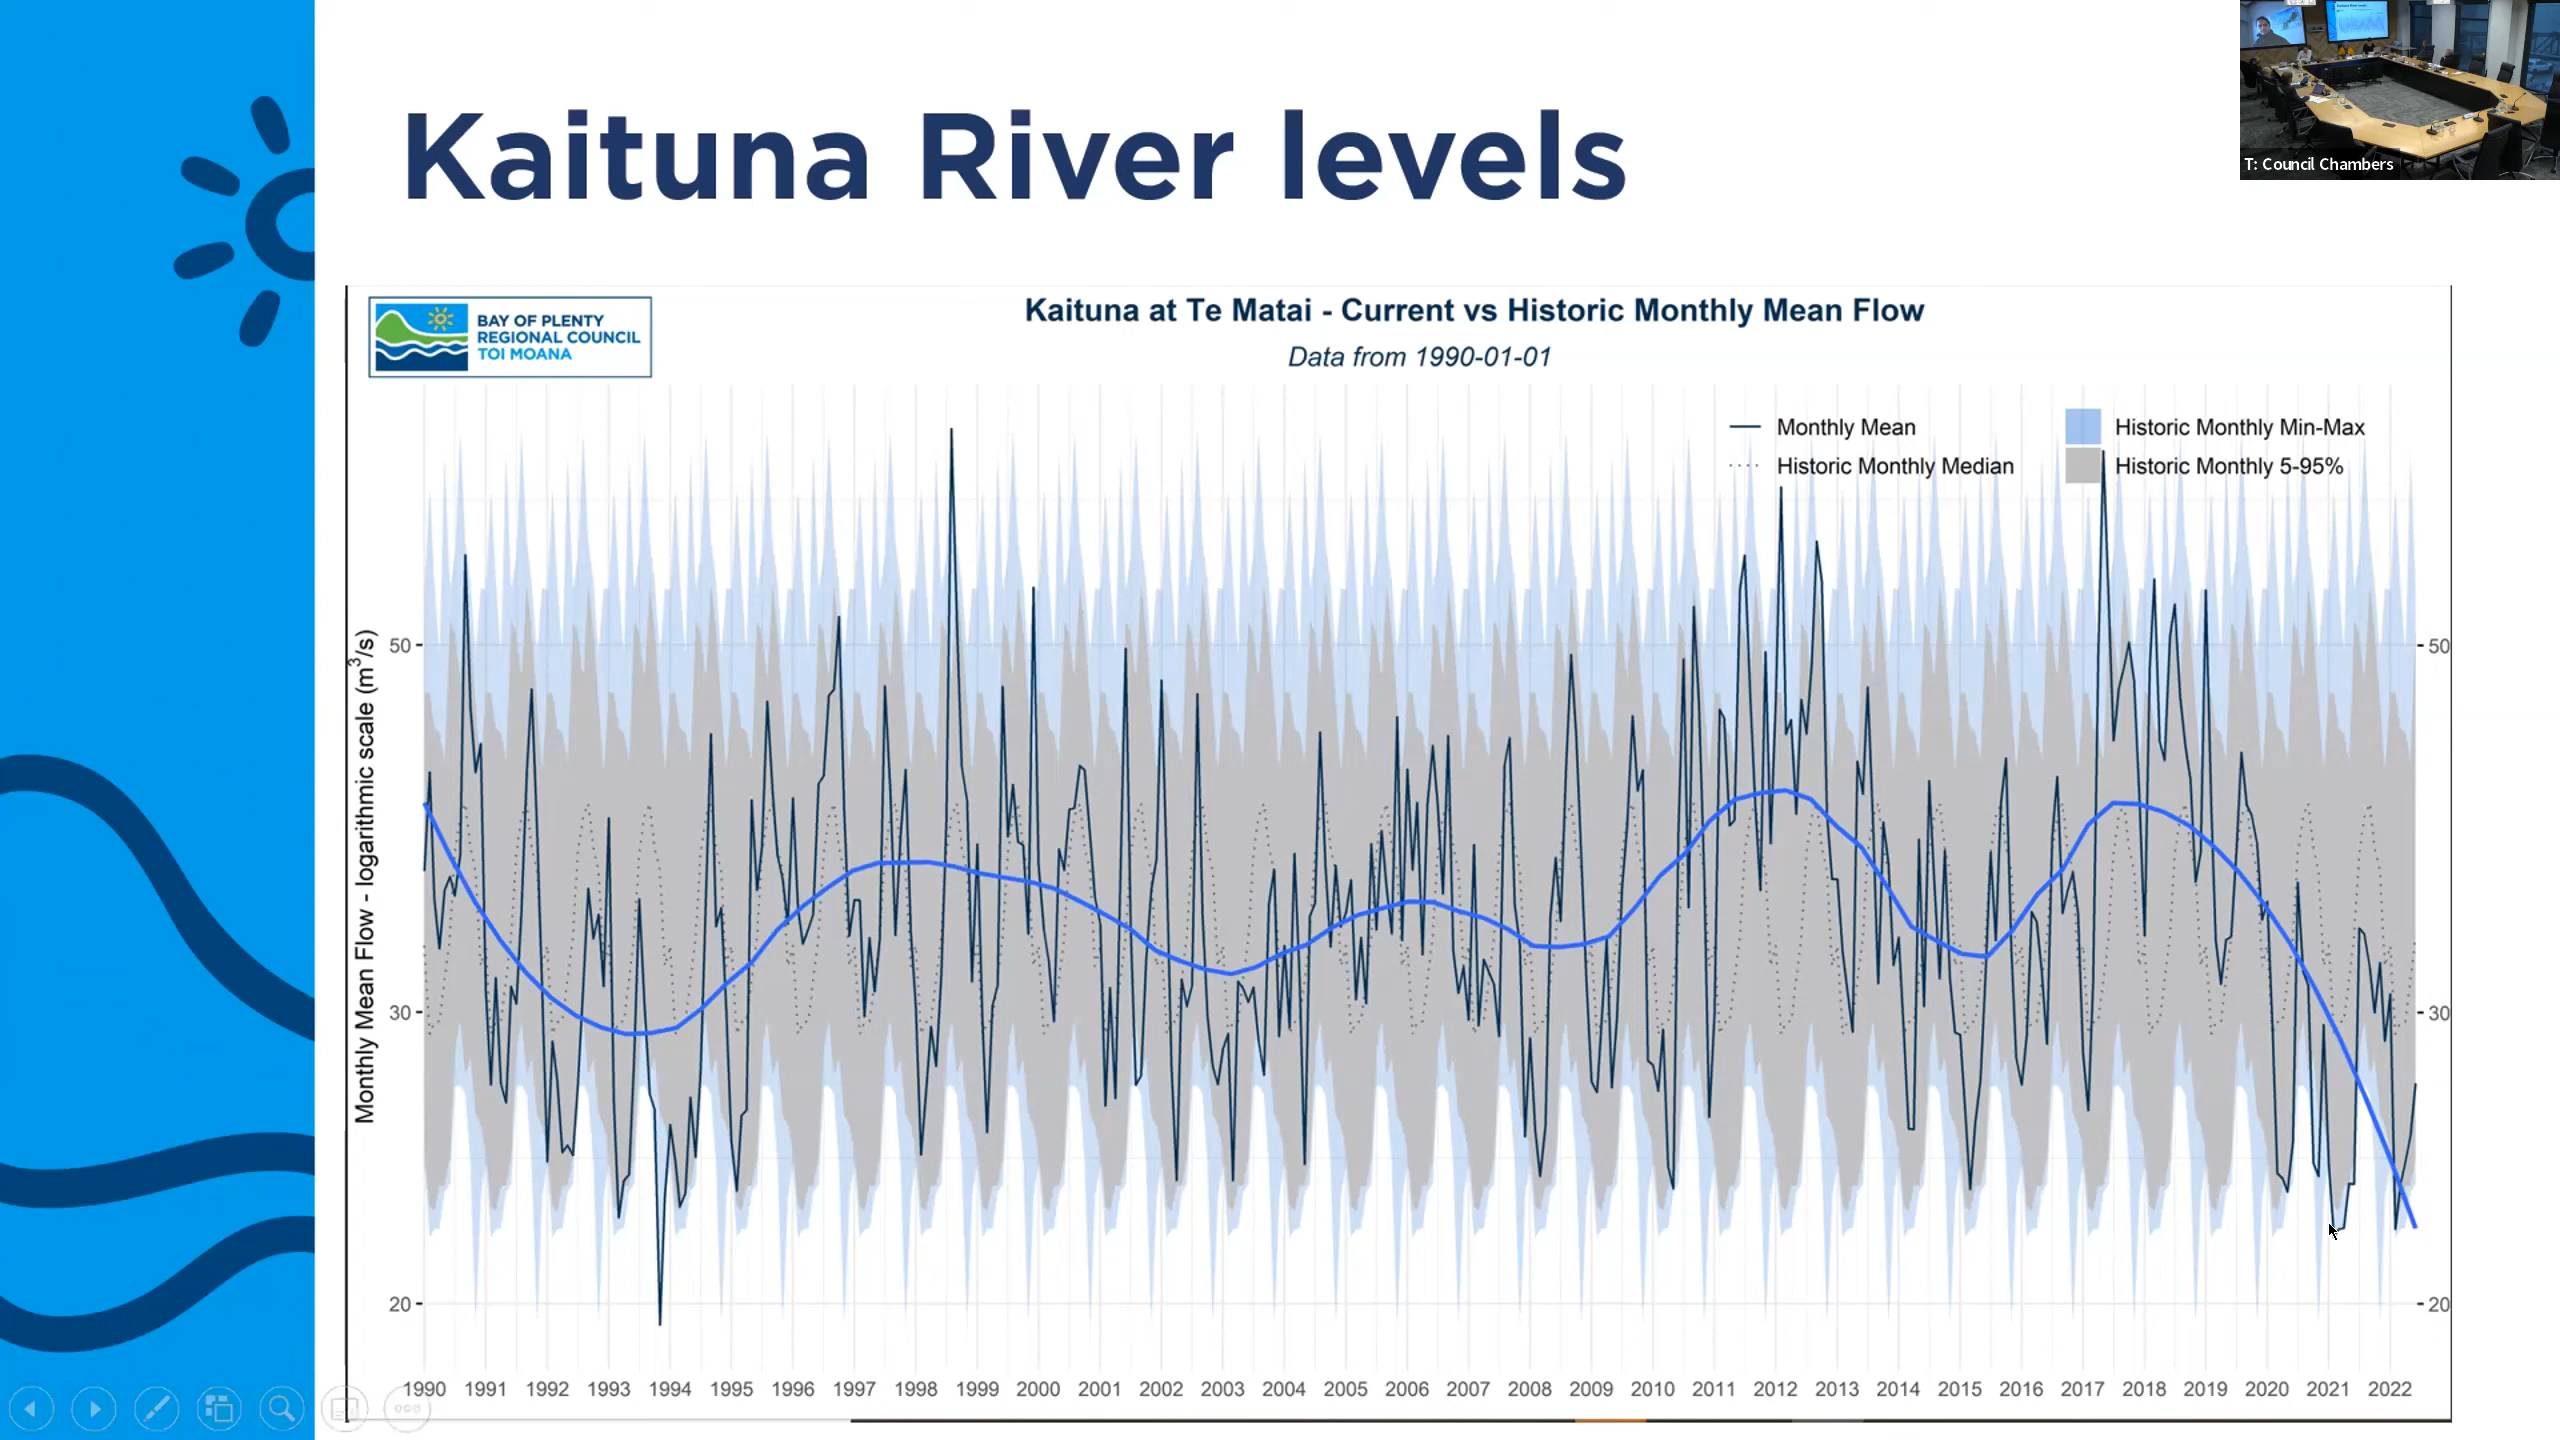 Kaituna River levels
T: Council Chambers
BAY OF PLENTY
REGIONAL COUNCIL
TOI MOANA
Kaituna at Te Matai - Current vs Historic Monthly Mean Flow
Data from 1990-01-01
Monthly Mean
Historic Monthly Min-Max
Historic Monthly Median
Historic Monthly 5-95%
Monthly Mean Flow - logarithmic scale (m³/s)
50
50
30
30
20
20
1990 1991 1992 1993 1994 1995 1996 1997 1998 1999 2000 2001 2002 2003 2004 2005 2006 2007 2008 2009 2010 2011 2012 2013 2014 2015 2016 2017 2018 2019 2020 2021 2022